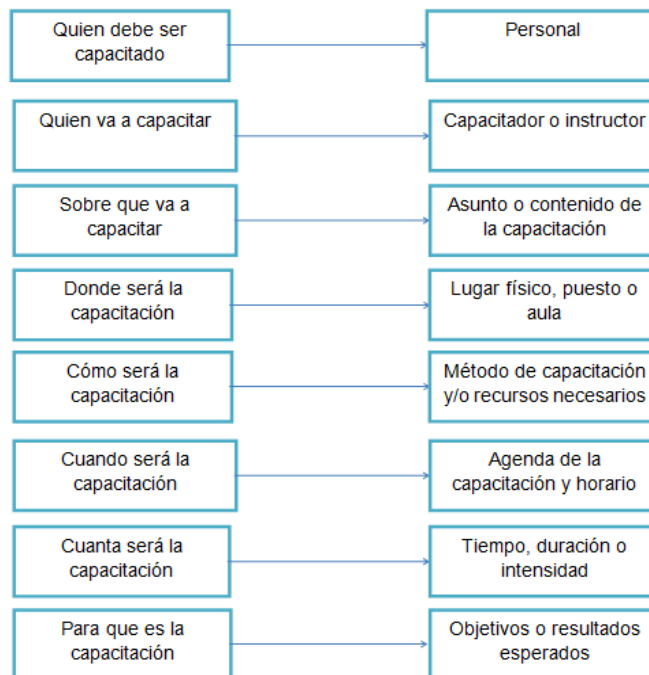 Quien debe ser
capacitado
Personal
Quien va a capacitar
Capacitador o instructor
Sobre que va a
capacitar
Asunto o contenido de
la capacitación
Donde será la
capacitación
Lugar físico, puesto o
aula
Cómo será la
capacitación
Método de capacitación
y/o recursos necesarios
Cuando será la
capacitación
Agenda de la
capacitación y horario
Cuanta será la
capacitación
Tiempo, duración o
intensidad
Para que es la
capacitación
Objetivos o resultados
esperados